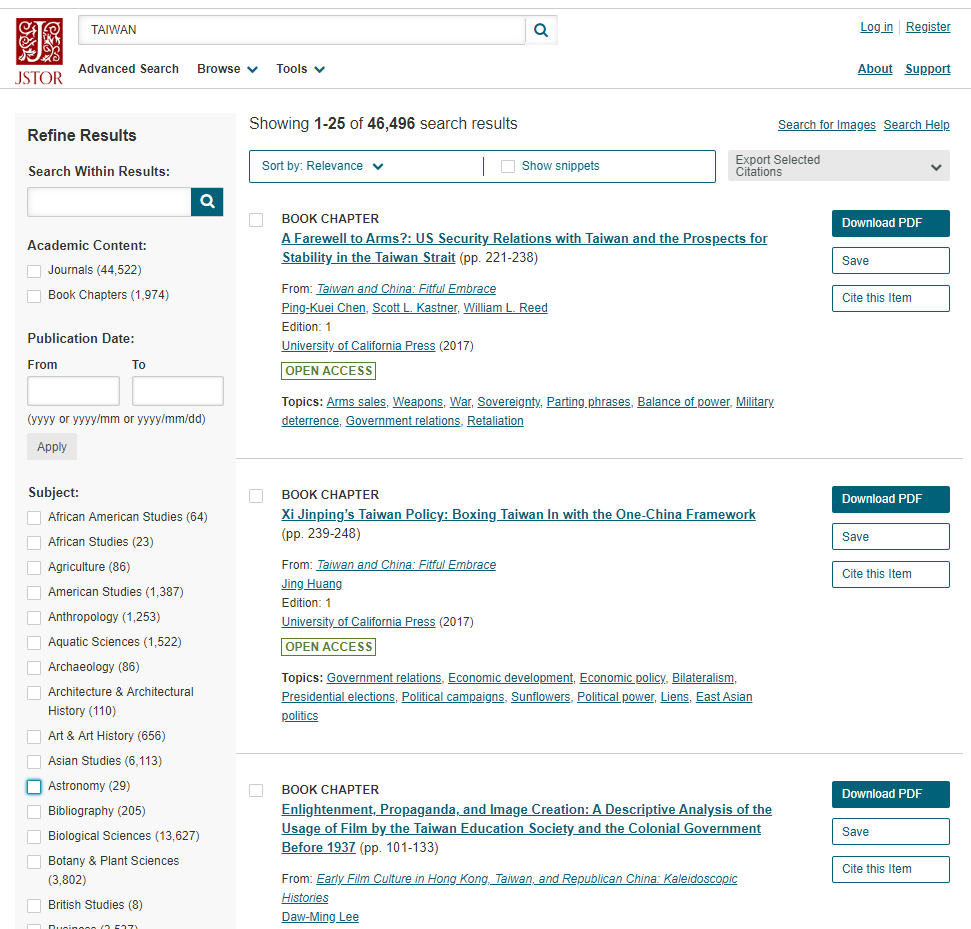 JSTOR
TAIWAN
Log in Register
Advanced Search Browse Tools
About Support
Refine Results
Search Within Results:
Academic Content:
Journals (44,522)
Book Chapters (1,974)
Publication Date:
From To
(yyyy or yyyy/mm or yyyy/mm/dd)
Apply
Subject:
African American Studies (64)
African Studies (23)
Agriculture (86)
American Studies (1,387)
Anthropology (1,253)
Aquatic Sciences (1,522)
Archaeology (86)
Architecture & Architectural
History (110)
Art & Art History (656)
Asian Studies (6,113)
Astronomy (29)
Bibliography (205)
Biological Sciences (13,627)
Botany & Plant Sciences
(3,802)
British Studies (8)
Showing 1-25 of 46,496 search results
Search for Images Search Help
Sort by: Relevance Show snippets
Export Selected
Citations
BOOK CHAPTER
A Farewell to Arms?: US Security Relations with Taiwan and the Prospects for
Stability in the Taiwan Strait (pp. 221-238)
From: Taiwan and China: Fitful Embrace
Ping-Kuei Chen, Scott L. Kastner, William L. Reed
Edition: 1
University of California Press (2017)
OPEN ACCESS
Topics: Arms sales, Weapons, War, Sovereignty, Parting phrases, Balance of power, Military
deterrence, Government relations, Retaliation
Download PDF
Save
Cite this Item
BOOK CHAPTER
Xi Jinping's Taiwan Policy: Boxing Taiwan In with the One-China Framework
(pp. 239-248)
From: Taiwan and China: Fitful Embrace
Jing Huang
Edition: 1
University of California Press (2017)
OPEN ACCESS
Topics: Government relations, Economic development, Economic policy, Bilateralism,
Presidential elections, Political campaigns, Sunflowers, Political power, Liens, East Asian
politics
Download PDF
Save
Cite this Item
BOOK CHAPTER
Enlightenment, Propaganda, and Image Creation: A Descriptive Analysis of the
Usage of Film by the Taiwan Education Society and the Colonial Government
Before 1937 (pp. 101-133)
From: Early Film Culture in Hong Kong, Taiwan, and Republican China: Kaleidoscopic
Histories
Daw-Ming Lee
Download PDF
Save
Cite this Item